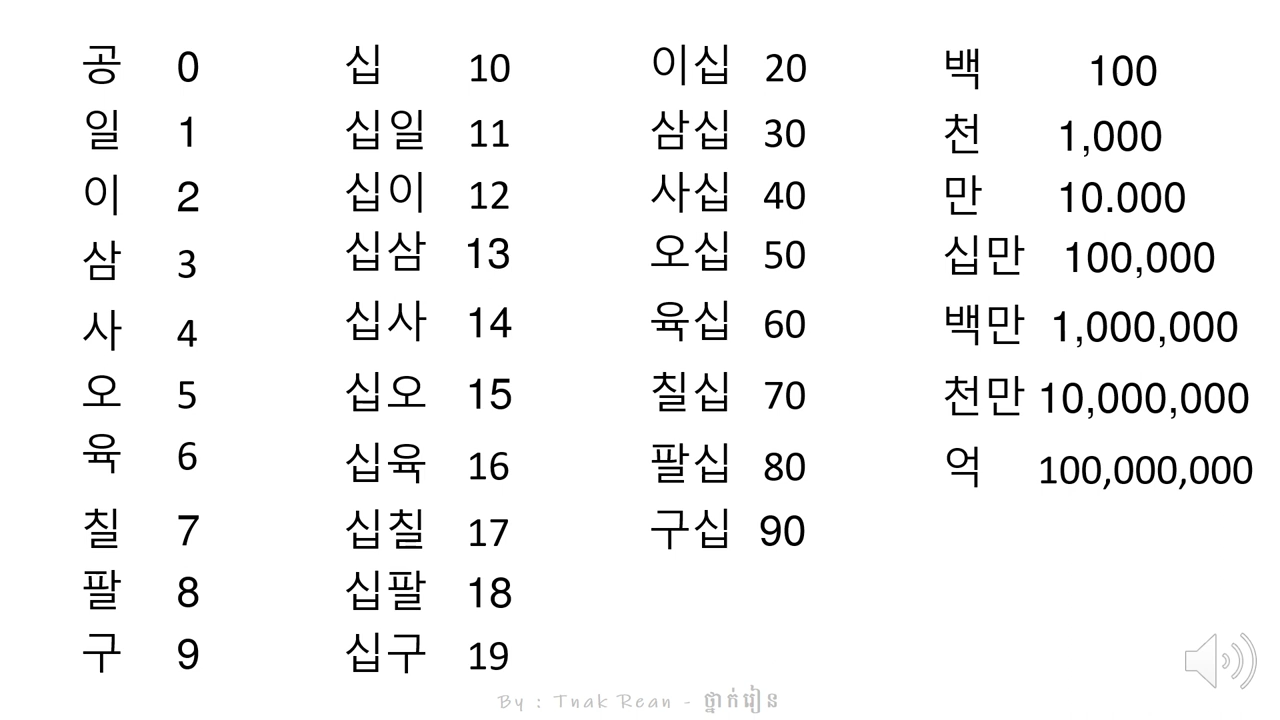 공 0
일 1
이 2
삼 3
사 4
오 5
육 6
칠 7
팔 8
구 9
십 10
십일 11
십이 12
십삼 13
십사 14
십오 15
십육 16
십칠 17
십팔 18
십구 19
이십 20
삼십 30
사십 40
오십 50
육십 60
칠십 70
팔십 80
구십 90
백 100
천 1,000
만 10.000
십만 100,000
백만 1,000,000
천만 10,000,000
억 100,000,000
By : Tnak Rean - ថ្នាក់រៀន